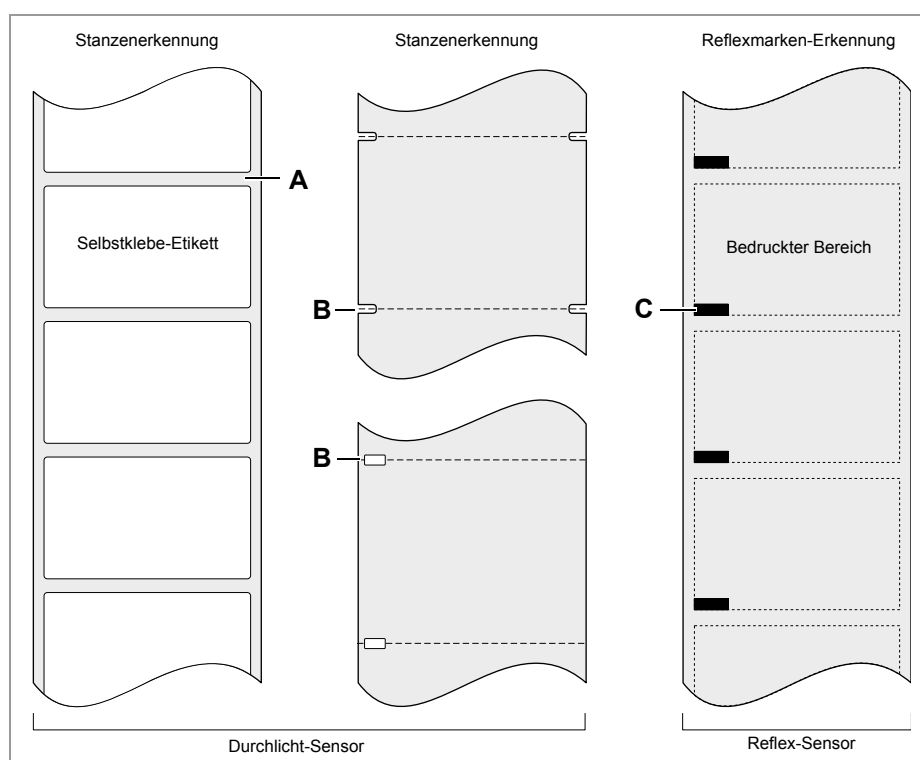 Stanzenerkennung
Stanzenerkennung
Reflexmarken-Erkennung
A
Selbstklebe-Etikett
Bedruckter Bereich
B
C
B
Durchlicht-Sensor
Reflex-Sensor